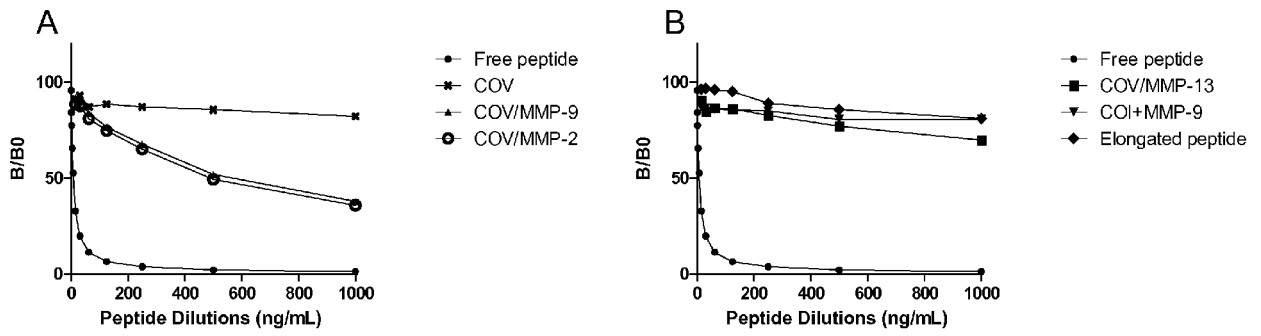 A
B/B0
100
50
0
0
200
400
600
800
1000
Peptide Dilutions (ng/mL)
Free peptide
COV
COV/MMP-9
COV/MMP-2
B
B/B0
100
50
0
0
200
400
600
800
1000
Peptide Dilutions (ng/mL)
Free peptide
COV/MMP-13
COI+MMP-9
Elongated peptide